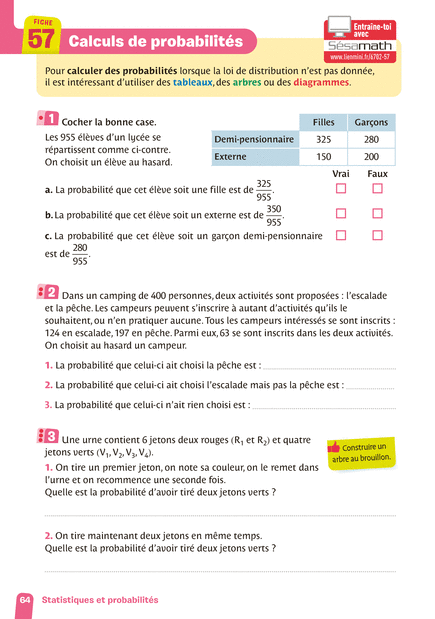 FICHE
57 Calculs de probabilités
Entraîne-toi
avec
Sésamath
www.lienmini.fr/6702-57
Pour calculer des probabilités lorsque la loi de distribution n'est pas donnée,
il est intéressant d'utiliser des tableaux, des arbres ou des diagrammes.
1 Cocher la bonne case.
Les 955 élèves d'un lycée se
répartissent comme ci-contre.
On choisit un élève au hasard.
Filles Garçons
Demi-pensionnaire 325 280
Externe 150 200
Vrai Faux
a. La probabilité que cet élève soit une fille est de 325/955.
b. La probabilité que cet élève soit un externe est de 350/955.
c. La probabilité que cet élève soit un garçon demi-pensionnaire
est de 280/955.
2 Dans un camping de 400 personnes, deux activités sont proposées : l'escalade
et la pêche. Les campeurs peuvent s'inscrire à autant d'activités qu'ils le
souhaitent, ou n'en pratiquer aucune. Tous les campeurs intéressés se sont inscrits :
124 en escalade, 197 en pêche. Parmi eux, 63 se sont inscrits dans les deux activités.
On choisit au hasard un campeur.
1. La probabilité que celui-ci ait choisi la pêche est :
2. La probabilité que celui-ci ait choisi l'escalade mais pas la pêche est :
3. La probabilité que celui-ci n'ait rien choisi est :
3 Une urne contient 6 jetons deux rouges (R1 et R2) et quatre
jetons verts (V1, V2, V3, V4).
Construire un
arbre au brouillon.
1. On tire un premier jeton, on note sa couleur, on le remet dans
l'urne et on recommence une seconde fois.
Quelle est la probabilité d'avoir tiré deux jetons verts ?
2. On tire maintenant deux jetons en même temps.
Quelle est la probabilité d'avoir tiré deux jetons verts ?
64 Statistiques et probabilités